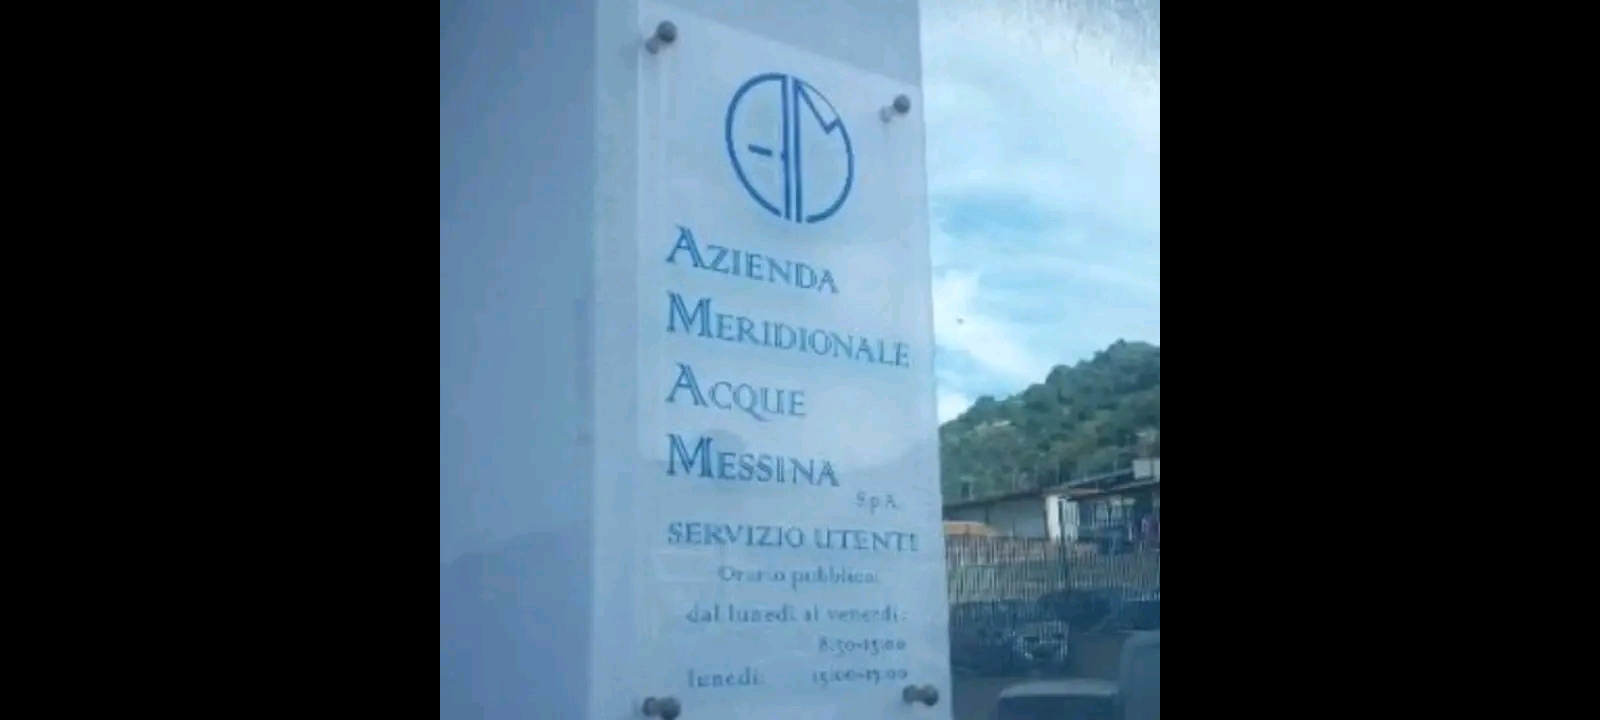 AZIENDA
MERIDIONALE
ACQUE
MESSINA
S.p.A.
SERVIZIO UTENTI
Orario pubblico:
dal lunedì al venerdì:
8:30-13:00
lunedì: 15:00-17:00